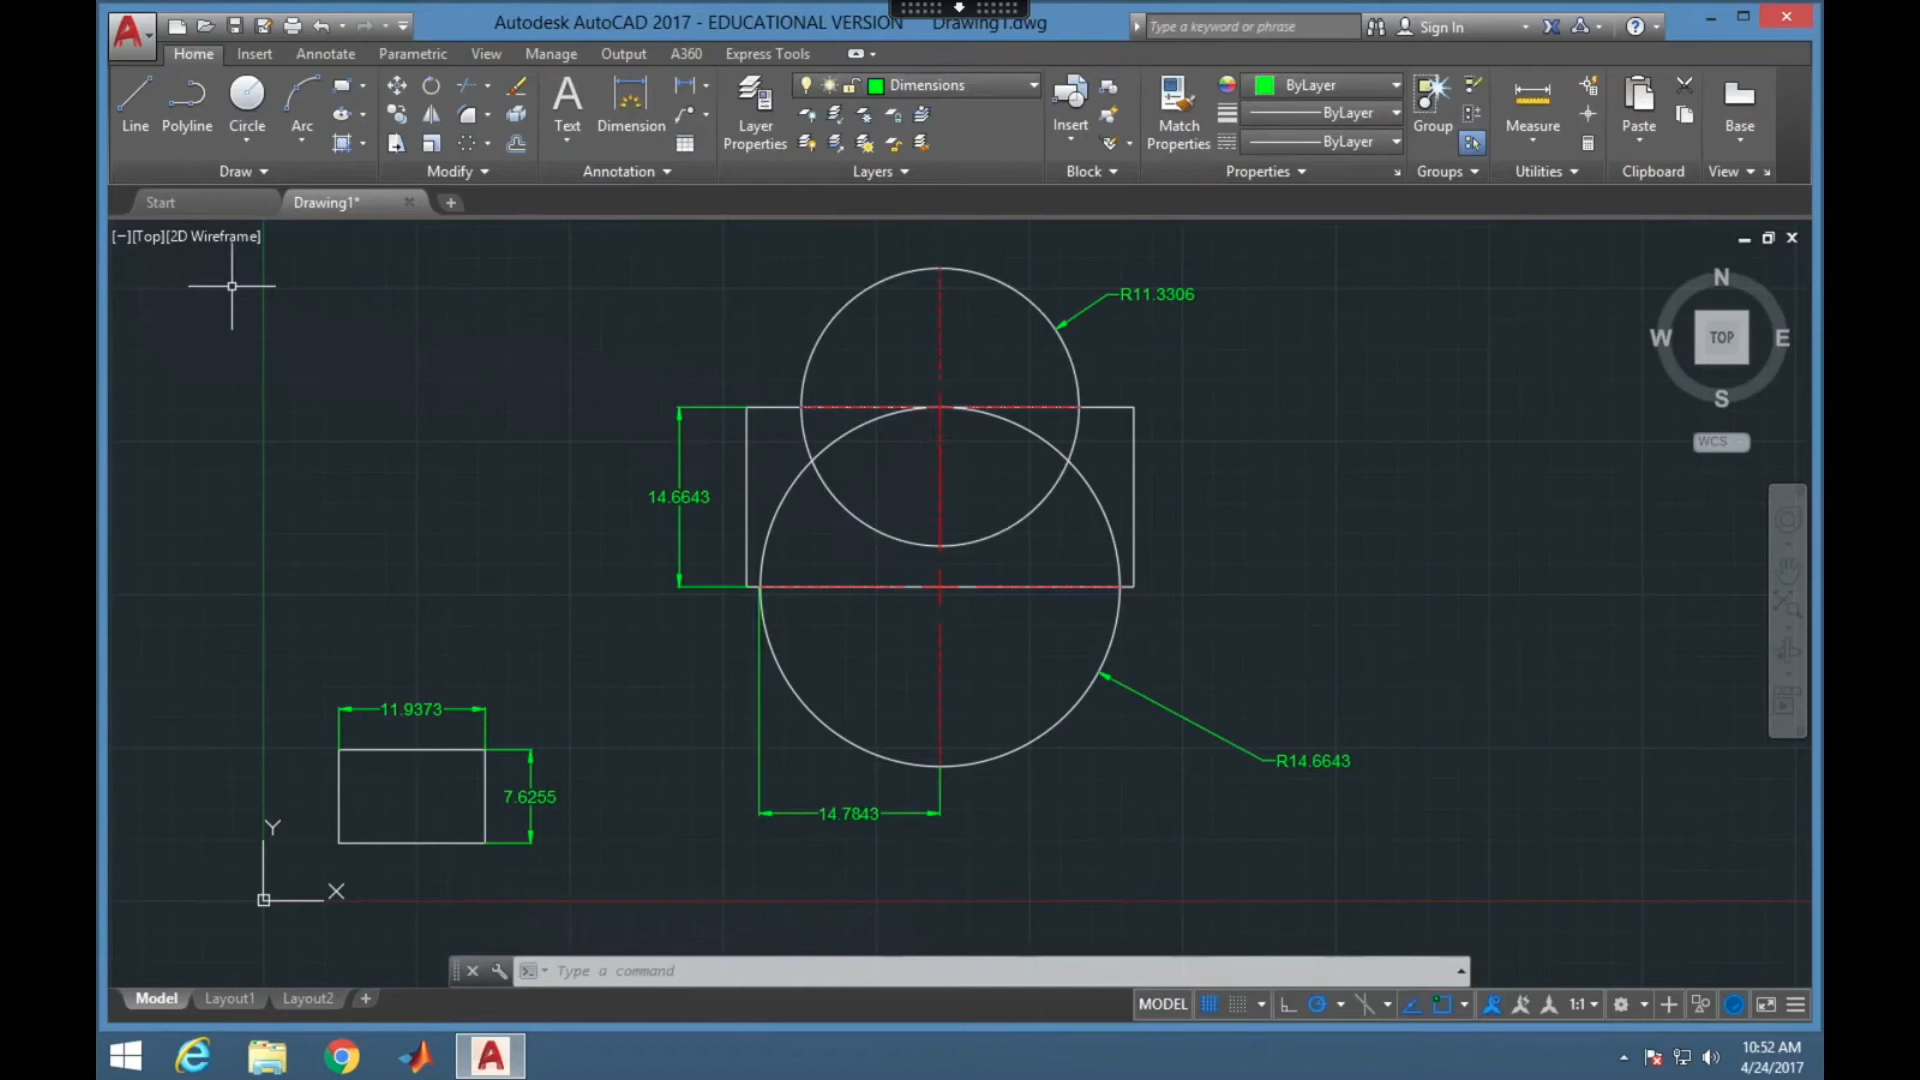 Autodesk AutoCAD 2017 - EDUCATIONAL VERSION Drawing1.dwg
Type a keyword or phrase
Sign In
Home Insert Annotate Parametric View Manage Output A360 Express Tools
Line Polyline Circle Arc
Draw
Modify
Text Dimension
Annotation
Layer Properties
Dimensions
Layers
Insert
Block
Match Properties
ByLayer
ByLayer
ByLayer
Properties
Group
Groups
Measure
Utilities
Paste
Clipboard
Base
View
Start Drawing1*
[−][Top][2D Wireframe]
N
W TOP E
S
WCS
R11.3306
14.6643
R14.6643
14.7843
11.9373
7.6255
Y
X
Type a command
Model Layout1 Layout2
MODEL
1:1
10:52 AM
4/24/2017